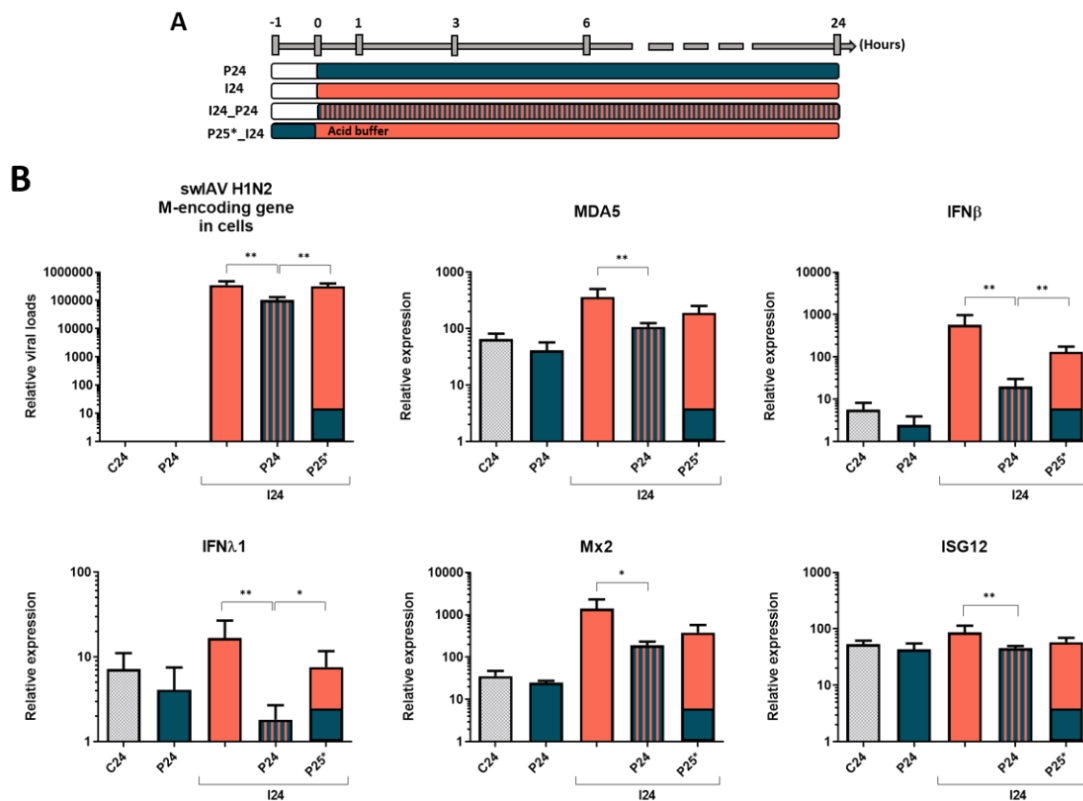 A
-1 0 1 3 6 24
(Hours)
P24
I24
I24_P24
P25*_I24 Acid buffer
B
swIAV H1N2
M-encoding gene
in cells
Relative viral loads
1000000
100000
10000
1000
100
10
1
** **
C24 P24 P24 P25*
I24
MDA5
Relative expression
1000
100
10
1
**
C24 P24 P24 P25*
I24
IFNβ
Relative expression
10000
1000
100
10
1
** **
C24 P24 P24 P25*
I24
IFNλ1
Relative expression
100
10
1
** *
C24 P24 P24 P25*
I24
Mx2
Relative expression
10000
1000
100
10
1
*
C24 P24 P24 P25*
I24
ISG12
Relative expression
1000
100
10
1
**
C24 P24 P24 P25*
I24